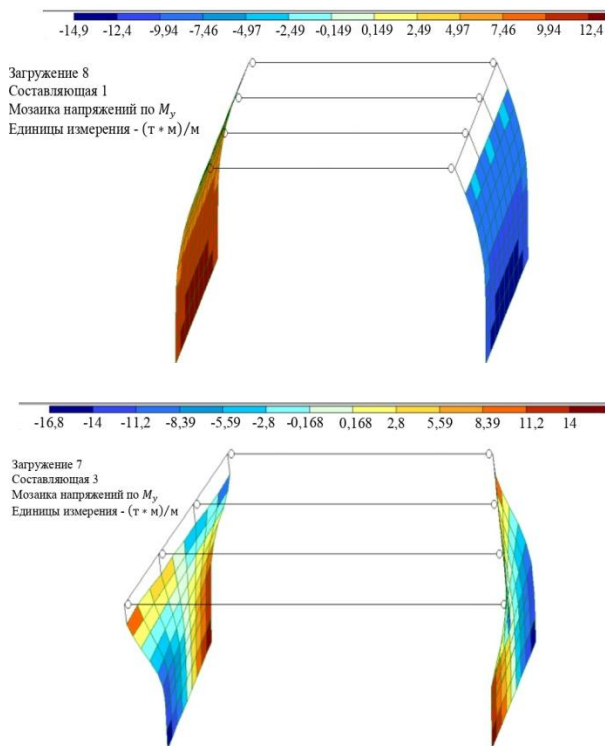 -14,9 -12,4 -9,94 -7,46 -4,97 -2,49 -0,149 0,149 2,49 4,97 7,46 9,94 12,4
Загружение 8
Составляющая 1
Мозаика напряжений по My
Единицы измерения - (т * м)/м
-16,8 -14 -11,2 -8,39 -5,59 -2,8 -0,168 0,168 2,8 5,59 8,39 11,2 14
Загружение 7
Составляющая 3
Мозаика напряжений по My
Единицы измерения - (т * м)/м